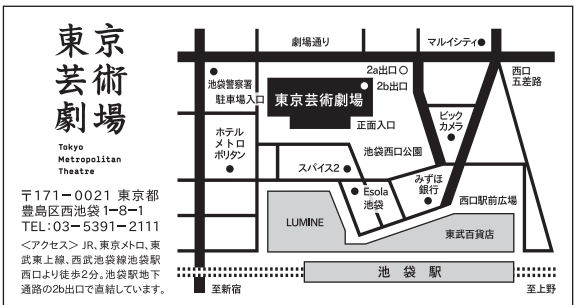 東京
芸術
劇場
Tokyo
Metropolitan
Theatre
〒171-0021 東京都
豊島区西池袋1-8-1
TEL:03-5391-2111
<アクセス> JR、東京メトロ、東
武東上線、西武池袋線池袋駅
西口より徒歩2分。池袋駅地下
通路の2b出口で直結しています。
劇場通り
マルイシティ
池袋警察署
駐車場入口
東京芸術劇場
2a出口
2b出口
西口
五差路
正面入口
ビック
カメラ
ホテル
メトロ
ポリタン
池袋西口公園
スパイス2
Esola
池袋
みずほ
銀行
西口駅前広場
LUMINE
東武百貨店
池袋駅
至新宿
至上野